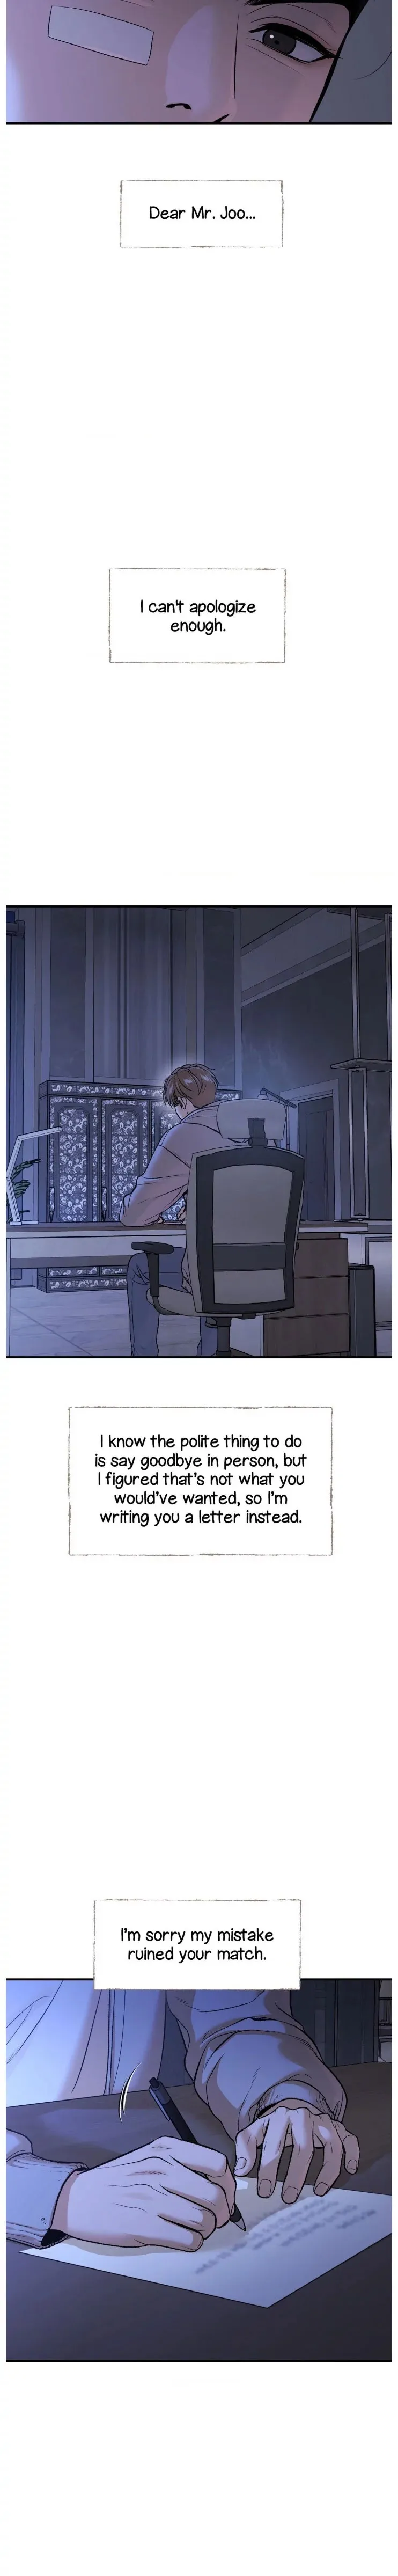 Dear Mr. Joo...
I can't apologize
enough.
I know the polite thing to do
is say goodbye in person, but
I figured that's not what you
would've wanted, so I'm
writing you a letter instead.
I'm sorry my mistake
ruined your match.